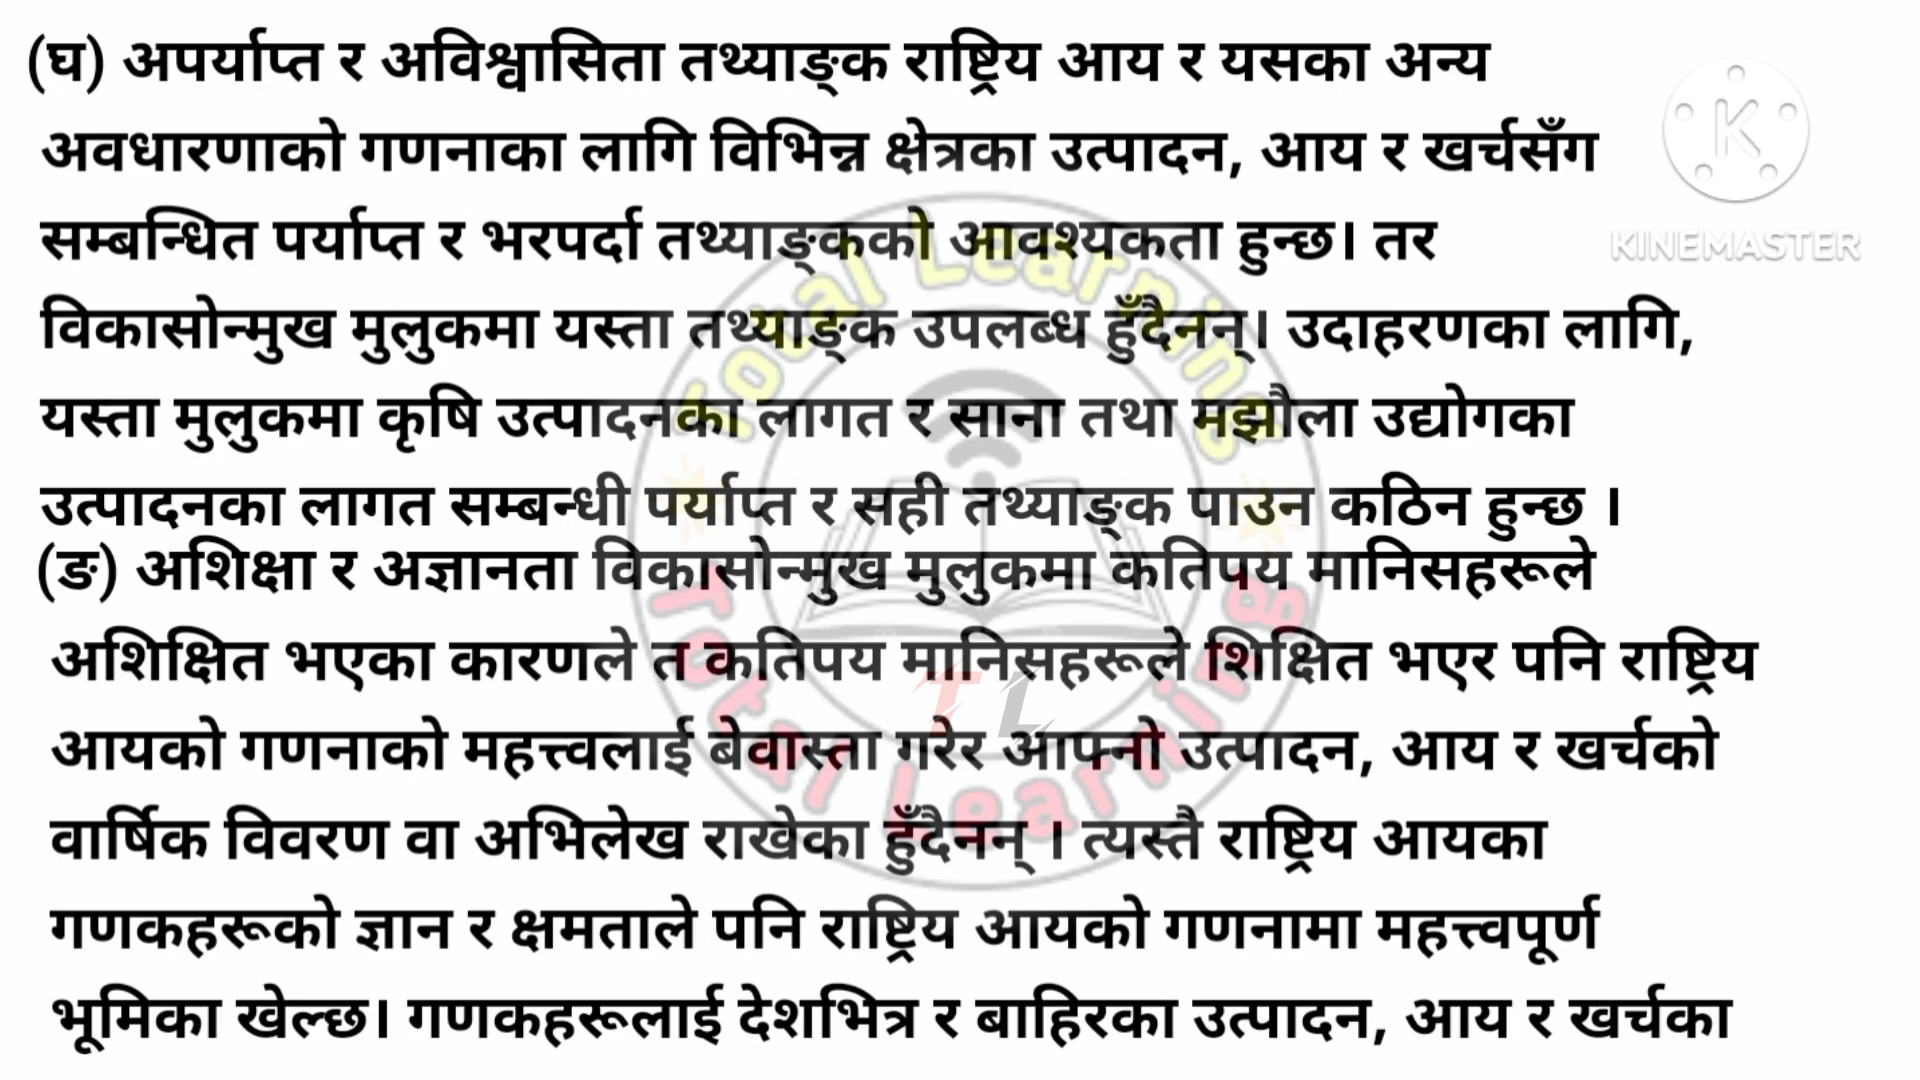 (घ) अपर्याप्त र अविश्वासिता तथ्याङ्क राष्ट्रिय आय र यसका अन्य
अवधारणाको गणनाका लागि विभिन्न क्षेत्रका उत्पादन, आय र खर्चसँग
सम्बन्धित पर्याप्त र भरपर्दा तथ्याङ्कको आवश्यकता हुन्छ। तर
विकासोन्मुख मुलुकमा यस्ता तथ्याङ्क उपलब्ध हुँदैनन्। उदाहरणका लागि,
यस्ता मुलुकमा कृषि उत्पादनका लागत र साना तथा मझौला उद्योगका
उत्पादनका लागत सम्बन्धी पर्याप्त र सही तथ्याङ्क पाउन कठिन हुन्छ ।
(ङ) अशिक्षा र अज्ञानता विकासोन्मुख मुलुकमा कतिपय मानिसहरूले
अशिक्षित भएका कारणले त कतिपय मानिसहरूले शिक्षित भएर पनि राष्ट्रिय
आयको गणनाको महत्त्वलाई बेवास्ता गरेर आफ्नो उत्पादन, आय र खर्चको
वार्षिक विवरण वा अभिलेख राखेका हुँदैनन् । त्यस्तै राष्ट्रिय आयका
गणकहरूको ज्ञान र क्षमताले पनि राष्ट्रिय आयको गणनामा महत्त्वपूर्ण
भूमिका खेल्छ। गणकहरूलाई देशभित्र र बाहिरका उत्पादन, आय र खर्चका
K
KINEMASTER
Total Learning
TL
Total Learning